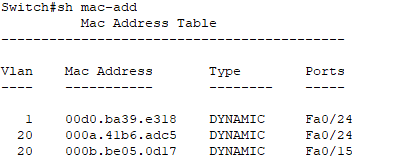 Switch#sh mac-add
Mac Address Table
-------------------------------------------
Vlan    Mac Address       Type        Ports
----    -----------       --------    -----
1    00d0.ba39.e318    DYNAMIC     Fa0/24
20    000a.41b6.adc5    DYNAMIC     Fa0/24
20    000b.be05.0d17    DYNAMIC     Fa0/15